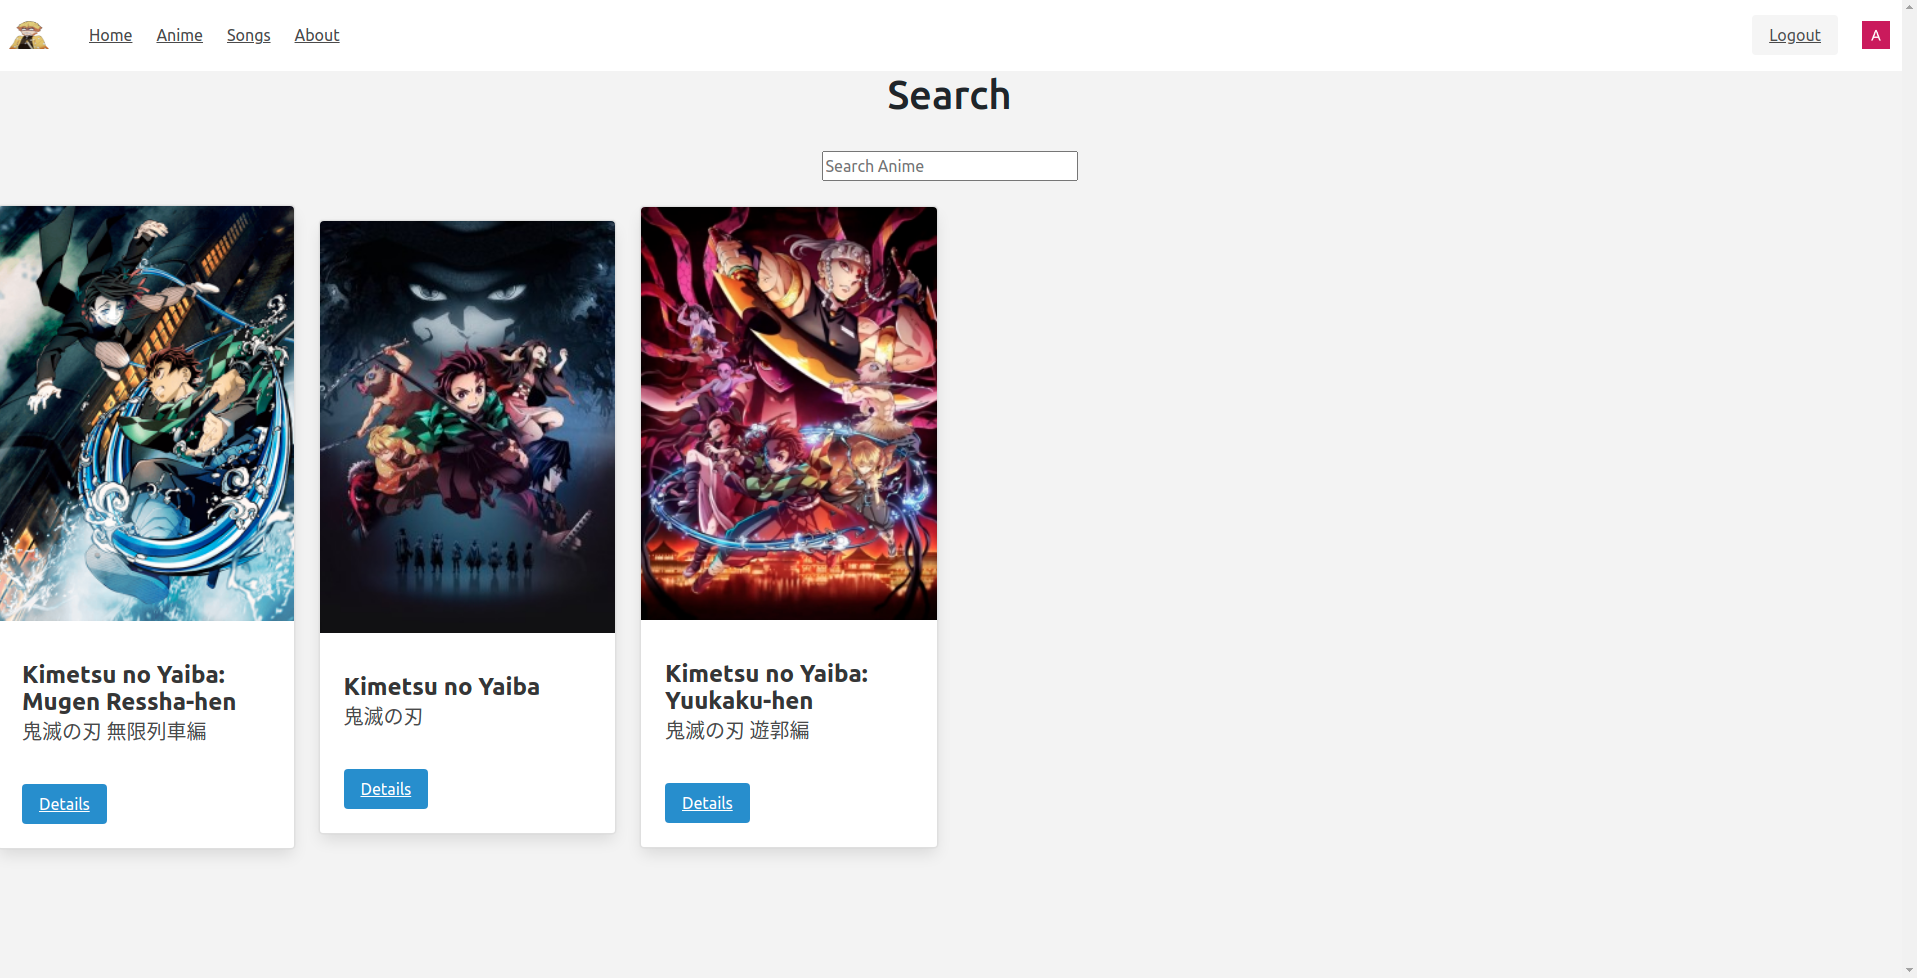 Home Anime Songs About Logout A
Search
Search Anime
Kimetsu no Yaiba:
Mugen Ressha-hen
鬼滅の刃 無限列車編
Details
Kimetsu no Yaiba
鬼滅の刃
Details
Kimetsu no Yaiba:
Yuukaku-hen
鬼滅の刃 遊郭編
Details